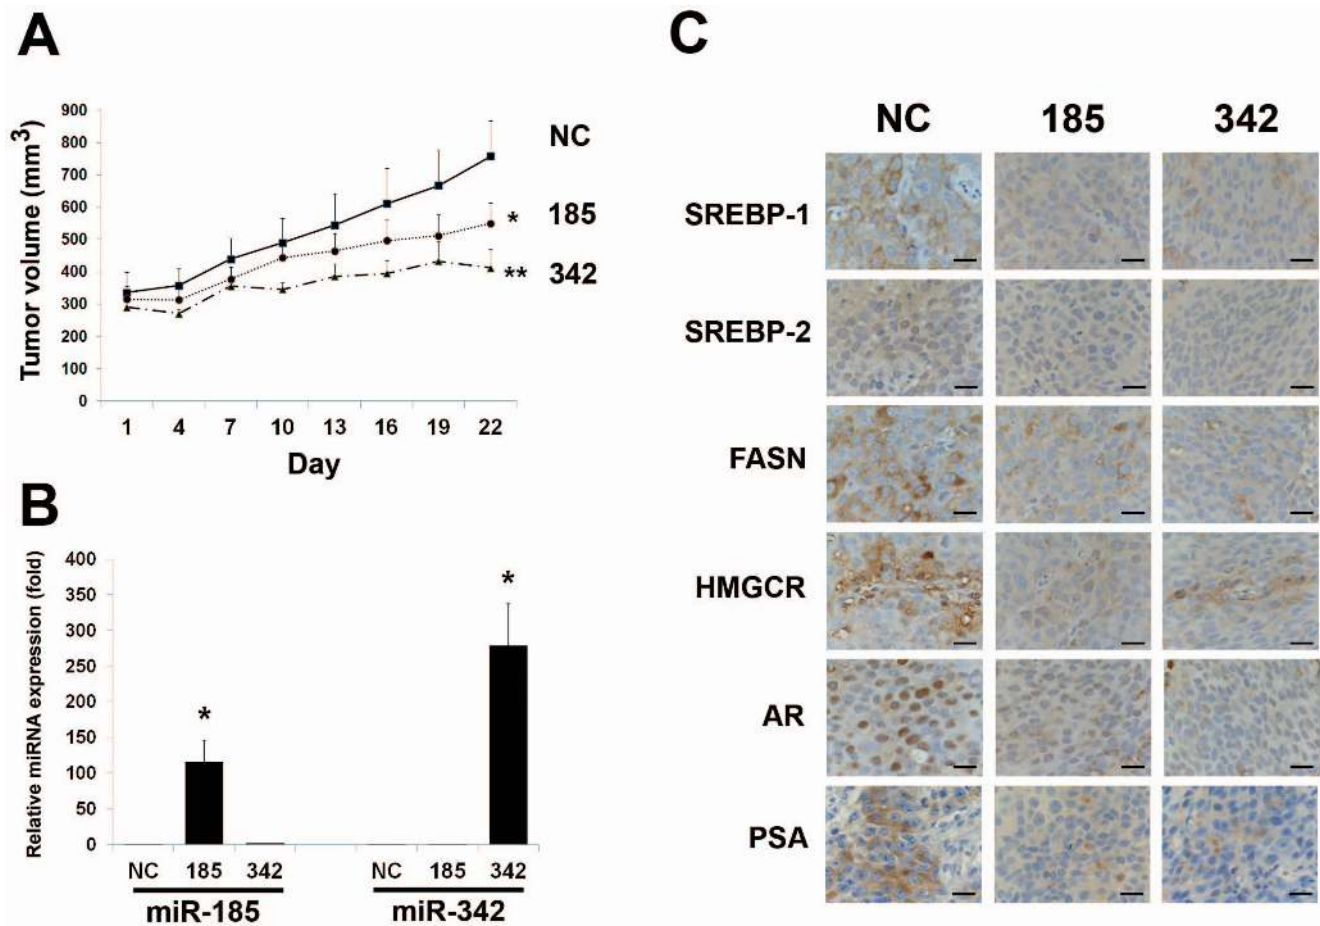 A
Tumor volume (mm³)
900
800
700
600
500
400
300
200
100
0
1 4 7 10 13 16 19 22
Day
NC
185
342
*
**
B
Relative miRNA expression (fold)
400
350
300
250
200
150
100
50
0
*
*
NC 185 342 NC 185 342
miR-185 miR-342
C
NC 185 342
SREBP-1
SREBP-2
FASN
HMGCR
AR
PSA